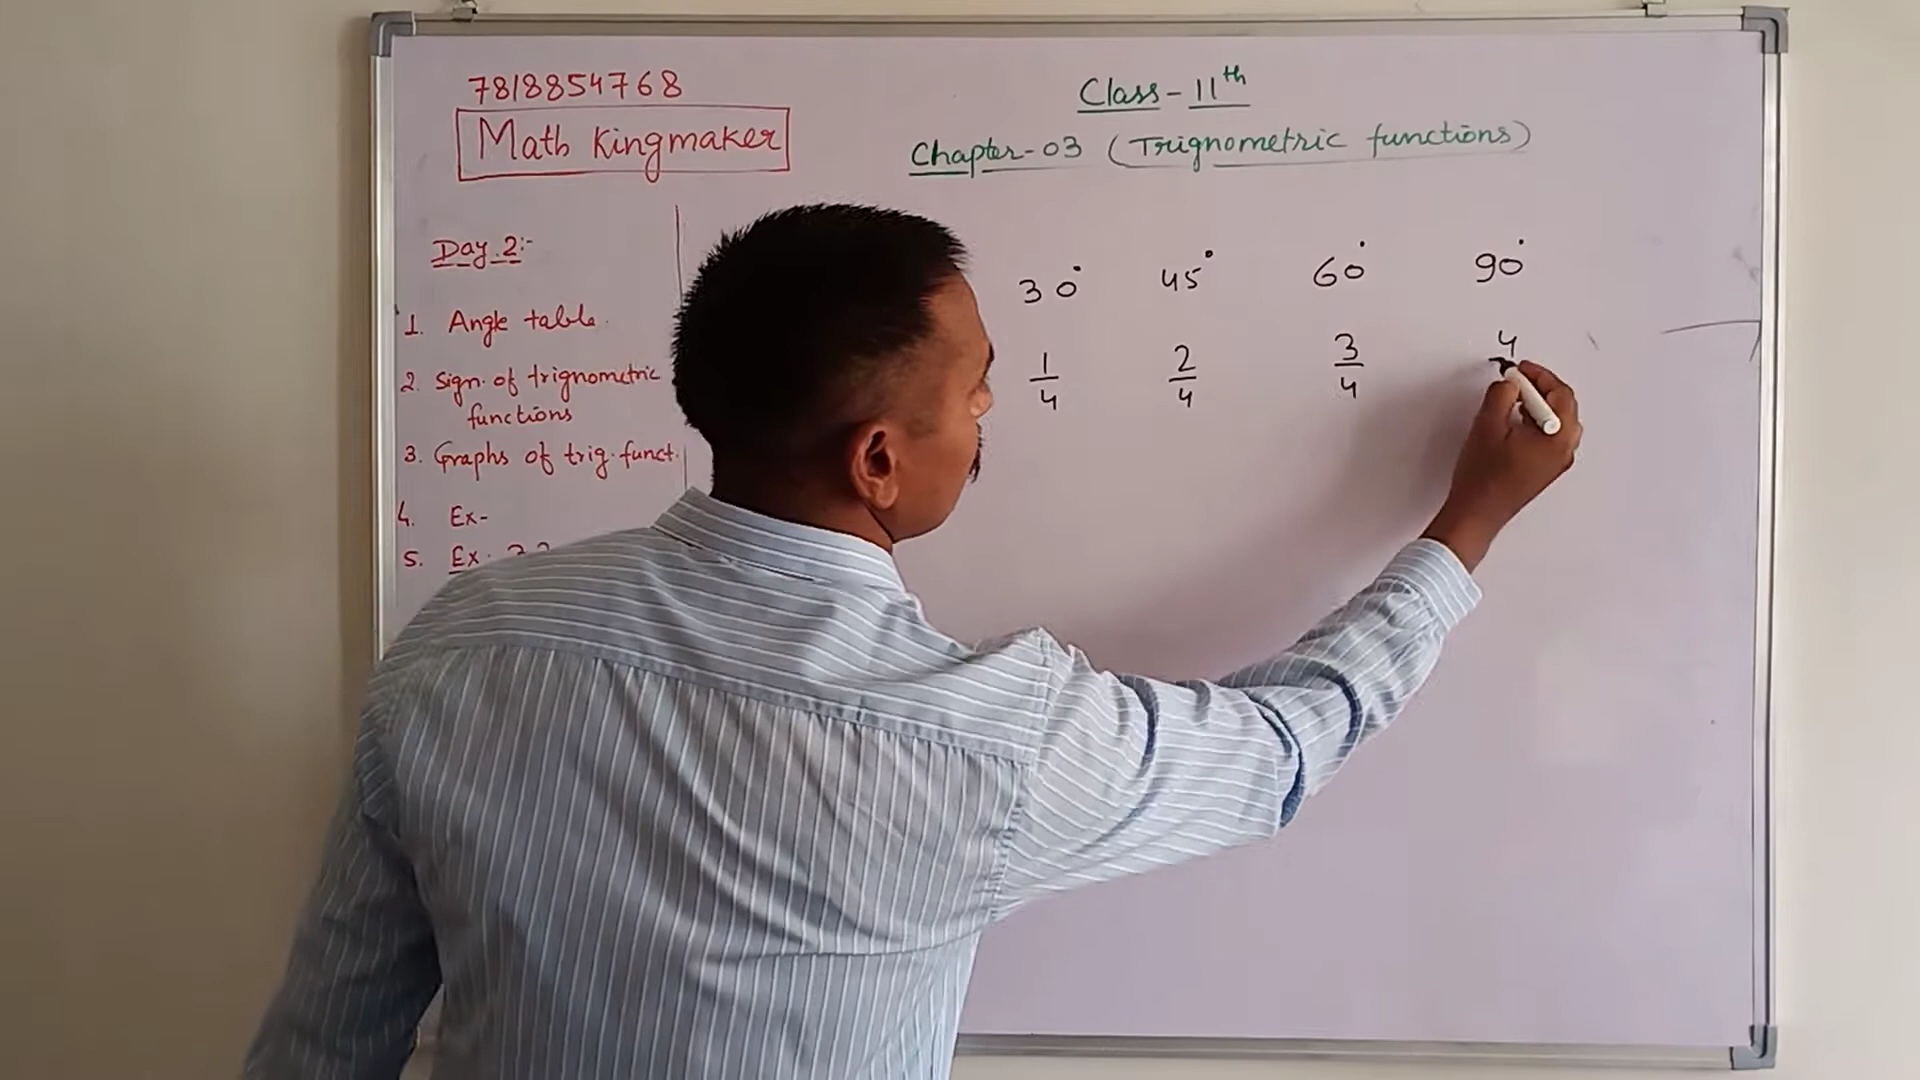 7818854768
Math Kingmaker
Class-11th
Chapter-03 (Trignometric functions)
Day.2:-
1. Angle table.
2. Sign. of trignometric
functions
3. Graphs of trig. funct.
4. Ex-
5. Ex.
30° 45° 60° 90°
1/4 2/4 3/4 4